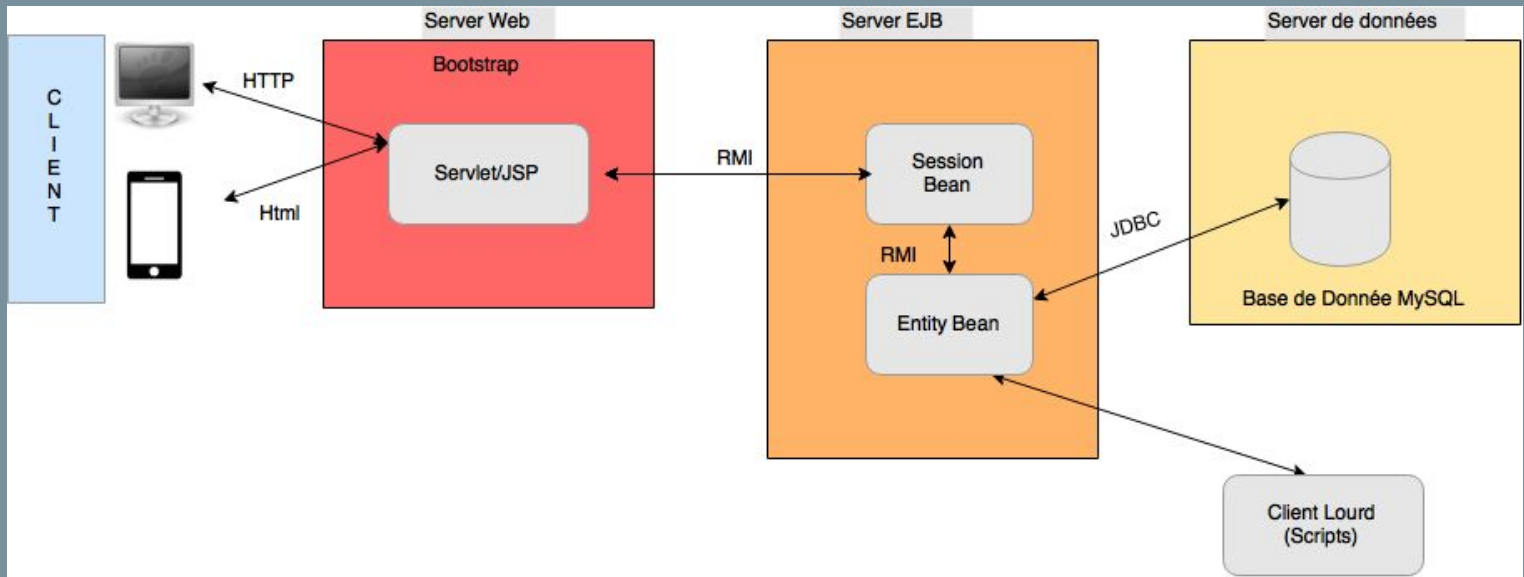 Server Web
Server EJB
Server de données
CLIENT
HTTP
Html
Bootstrap
Servlet/JSP
RMI
Session
Bean
RMI
Entity Bean
JDBC
Base de Donnée MySQL
Client Lourd
(Scripts)